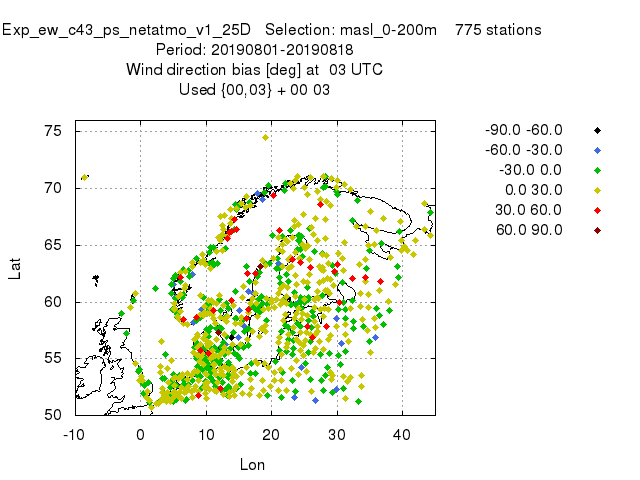 Exp_ew_c43_ps_netatmo_v1_25D   Selection: masl_0-200m    775 stations
Period: 20190801-20190818
Wind direction bias [deg] at  03 UTC
Used {00,03} + 00 03
-90.0 -60.0
-60.0 -30.0
-30.0 0.0
0.0 30.0
30.0 60.0
60.0 90.0
75
70
65
60
55
50
Lat
-10 0 10 20 30 40
Lon